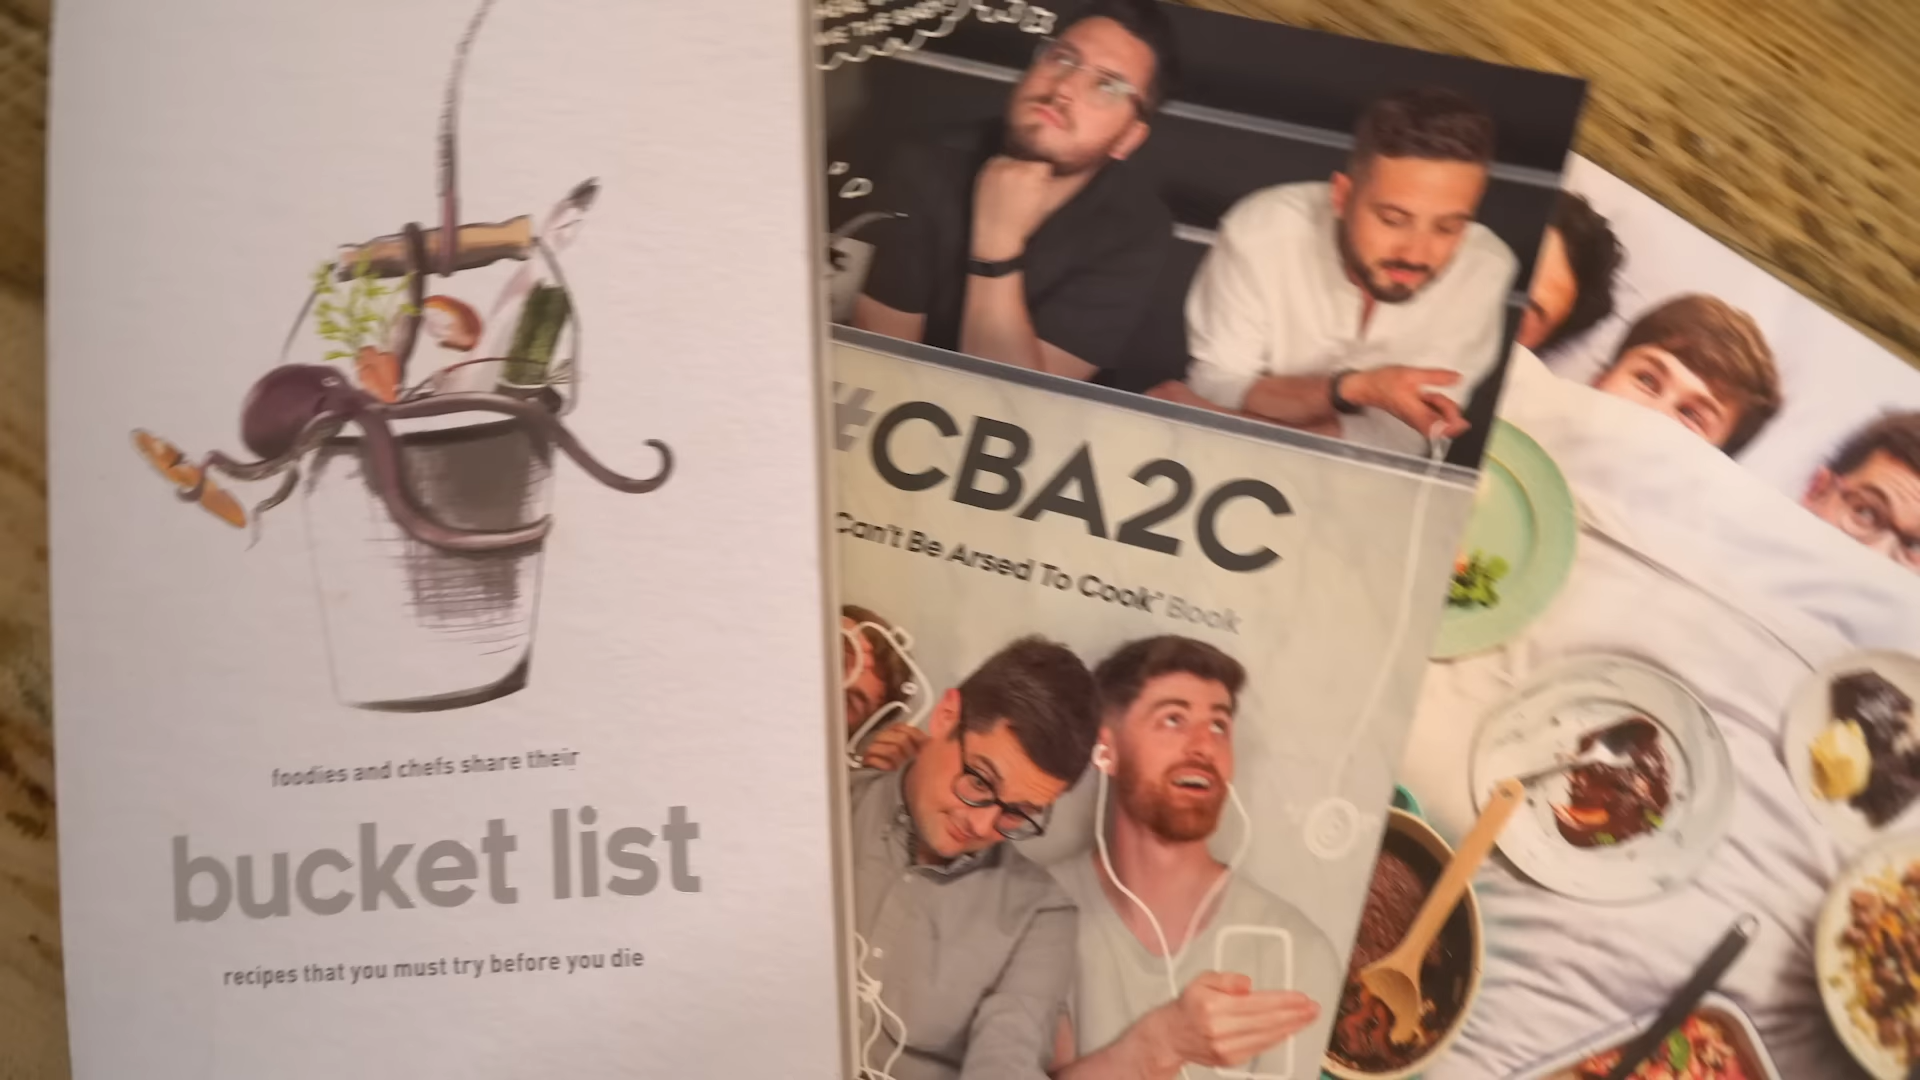 foodies and chefs share their
bucket list
recipes that you must try before you die
#CBA2C
Can't Be Arsed To Cook' Book